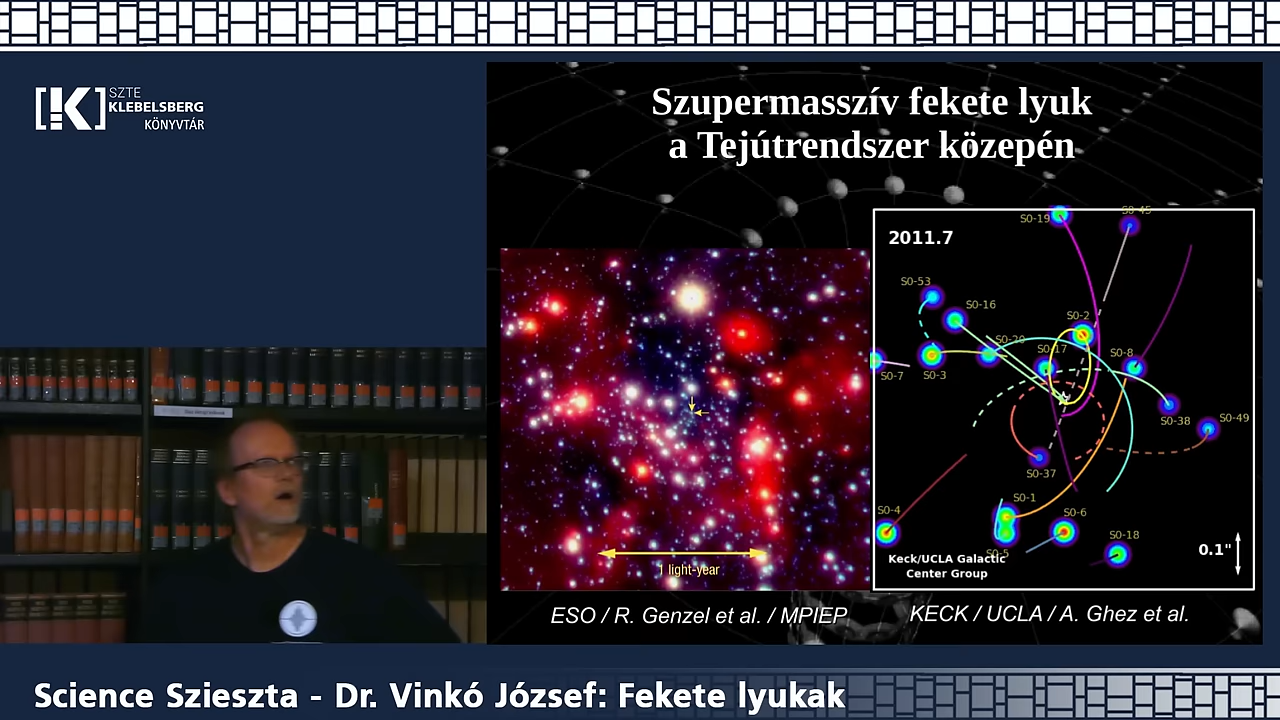 SZTE
KLEBELSBERG
KÖNYVTÁR
Szupermasszív fekete lyuk
a Tejútrendszer közepén
2011.7
S0-19
S0-45
S0-53
S0-16
S0-2
S0-20
S0-17
S0-8
S0-7
S0-3
S0-38
S0-49
S0-37
S0-4
S0-1
S0-6
S0-5
S0-18
0.1"
Keck/UCLA Galactic
Center Group
1 light-year
ESO / R. Genzel et al. / MPIEP
KECK / UCLA / A. Ghez et al.
Science Szieszta - Dr. Vinkó József: Fekete lyukak